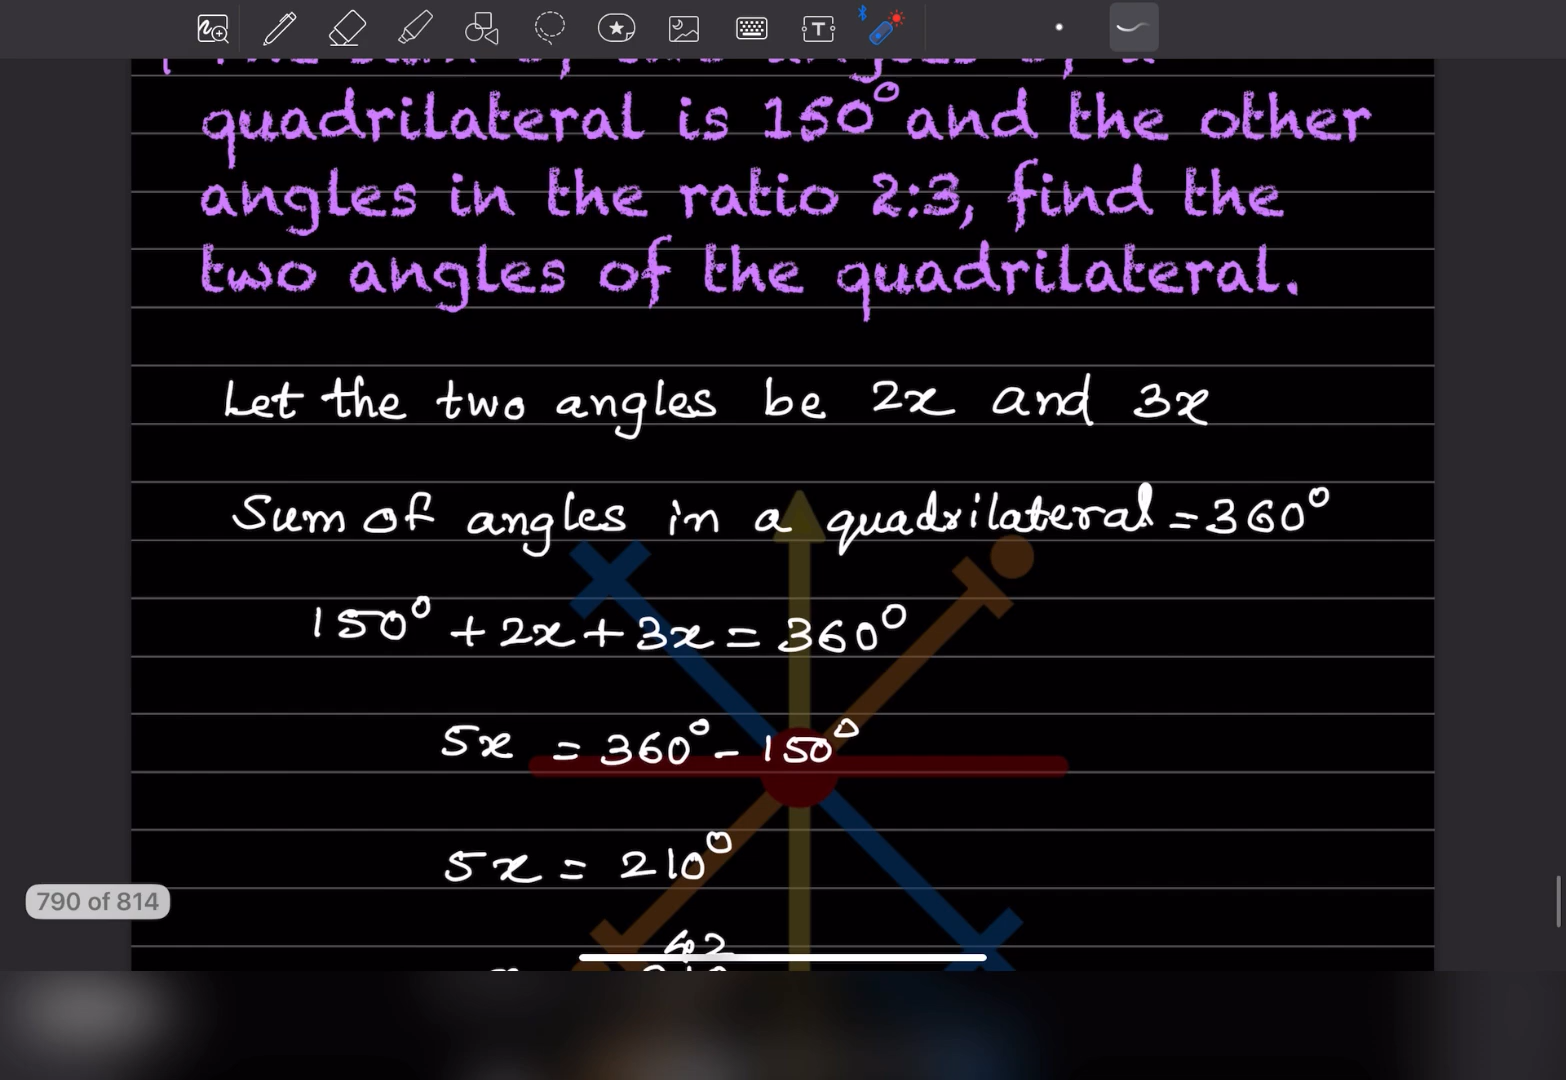 quadrilateral is 150° and the other
angles in the ratio 2:3, find the
two angles of the quadrilateral.
Let the two angles be 2x and 3x
Sum of angles in a quadrilateral = 360°
150° + 2x + 3x = 360°
5x = 360° - 150°
5x = 210°
790 of 814
42